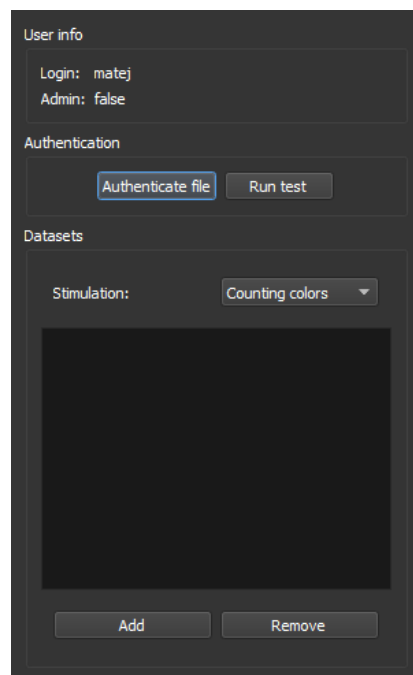 User info
Login: matej
Admin: false
Authentication
Authenticate file Run test
Datasets
Stimulation: Counting colors
Add Remove